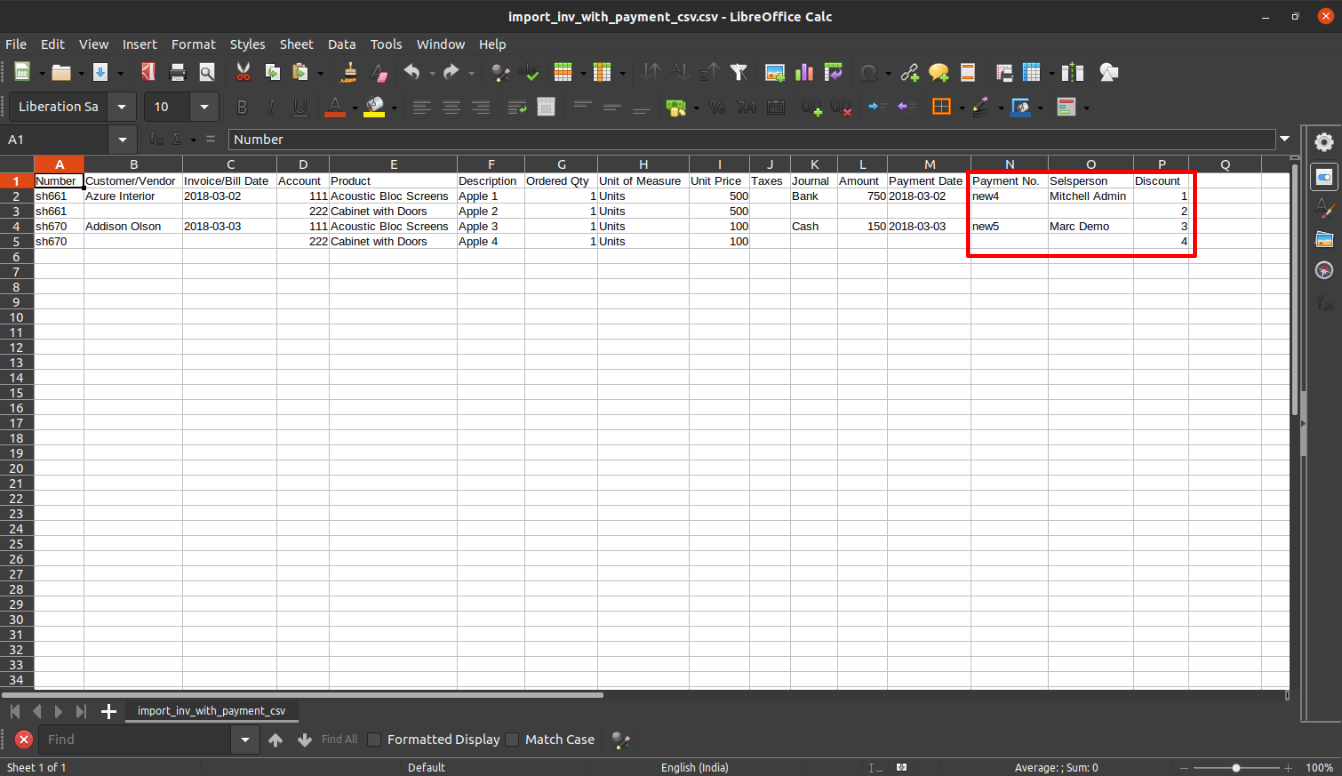 import_inv_with_payment_csv.csv - LibreOffice Calc
File Edit View Insert Format Styles Sheet Data Tools Window Help
Liberation Sa 10
A1 Number
A B C D E F G H I J K L M N O P Q
1 Number Customer/Vendor Invoice/Bill Date Account Product Description Ordered Qty Unit of Measure Unit Price Taxes Journal Amount Payment Date Payment No. Selsperson Discount
2 sh661 Azure Interior 2018-03-02 111 Acoustic Bloc Screens Apple 1 1 Units 500 Bank 750 2018-03-02 new4 Mitchell Admin 1
3 sh661 222 Cabinet with Doors Apple 2 1 Units 500 2
4 sh670 Addison Olson 2018-03-03 111 Acoustic Bloc Screens Apple 3 1 Units 100 Cash 150 2018-03-03 new5 Marc Demo 3
5 sh670 222 Cabinet with Doors Apple 4 1 Units 100 4
6
7
8
9
10
11
12
13
14
15
16
17
18
19
20
21
22
23
24
25
26
27
28
29
30
31
32
33
34
import_inv_with_payment_csv
Find Find All Formatted Display Match Case
Sheet 1 of 1 Default English (India) Average: ; Sum: 0 100%